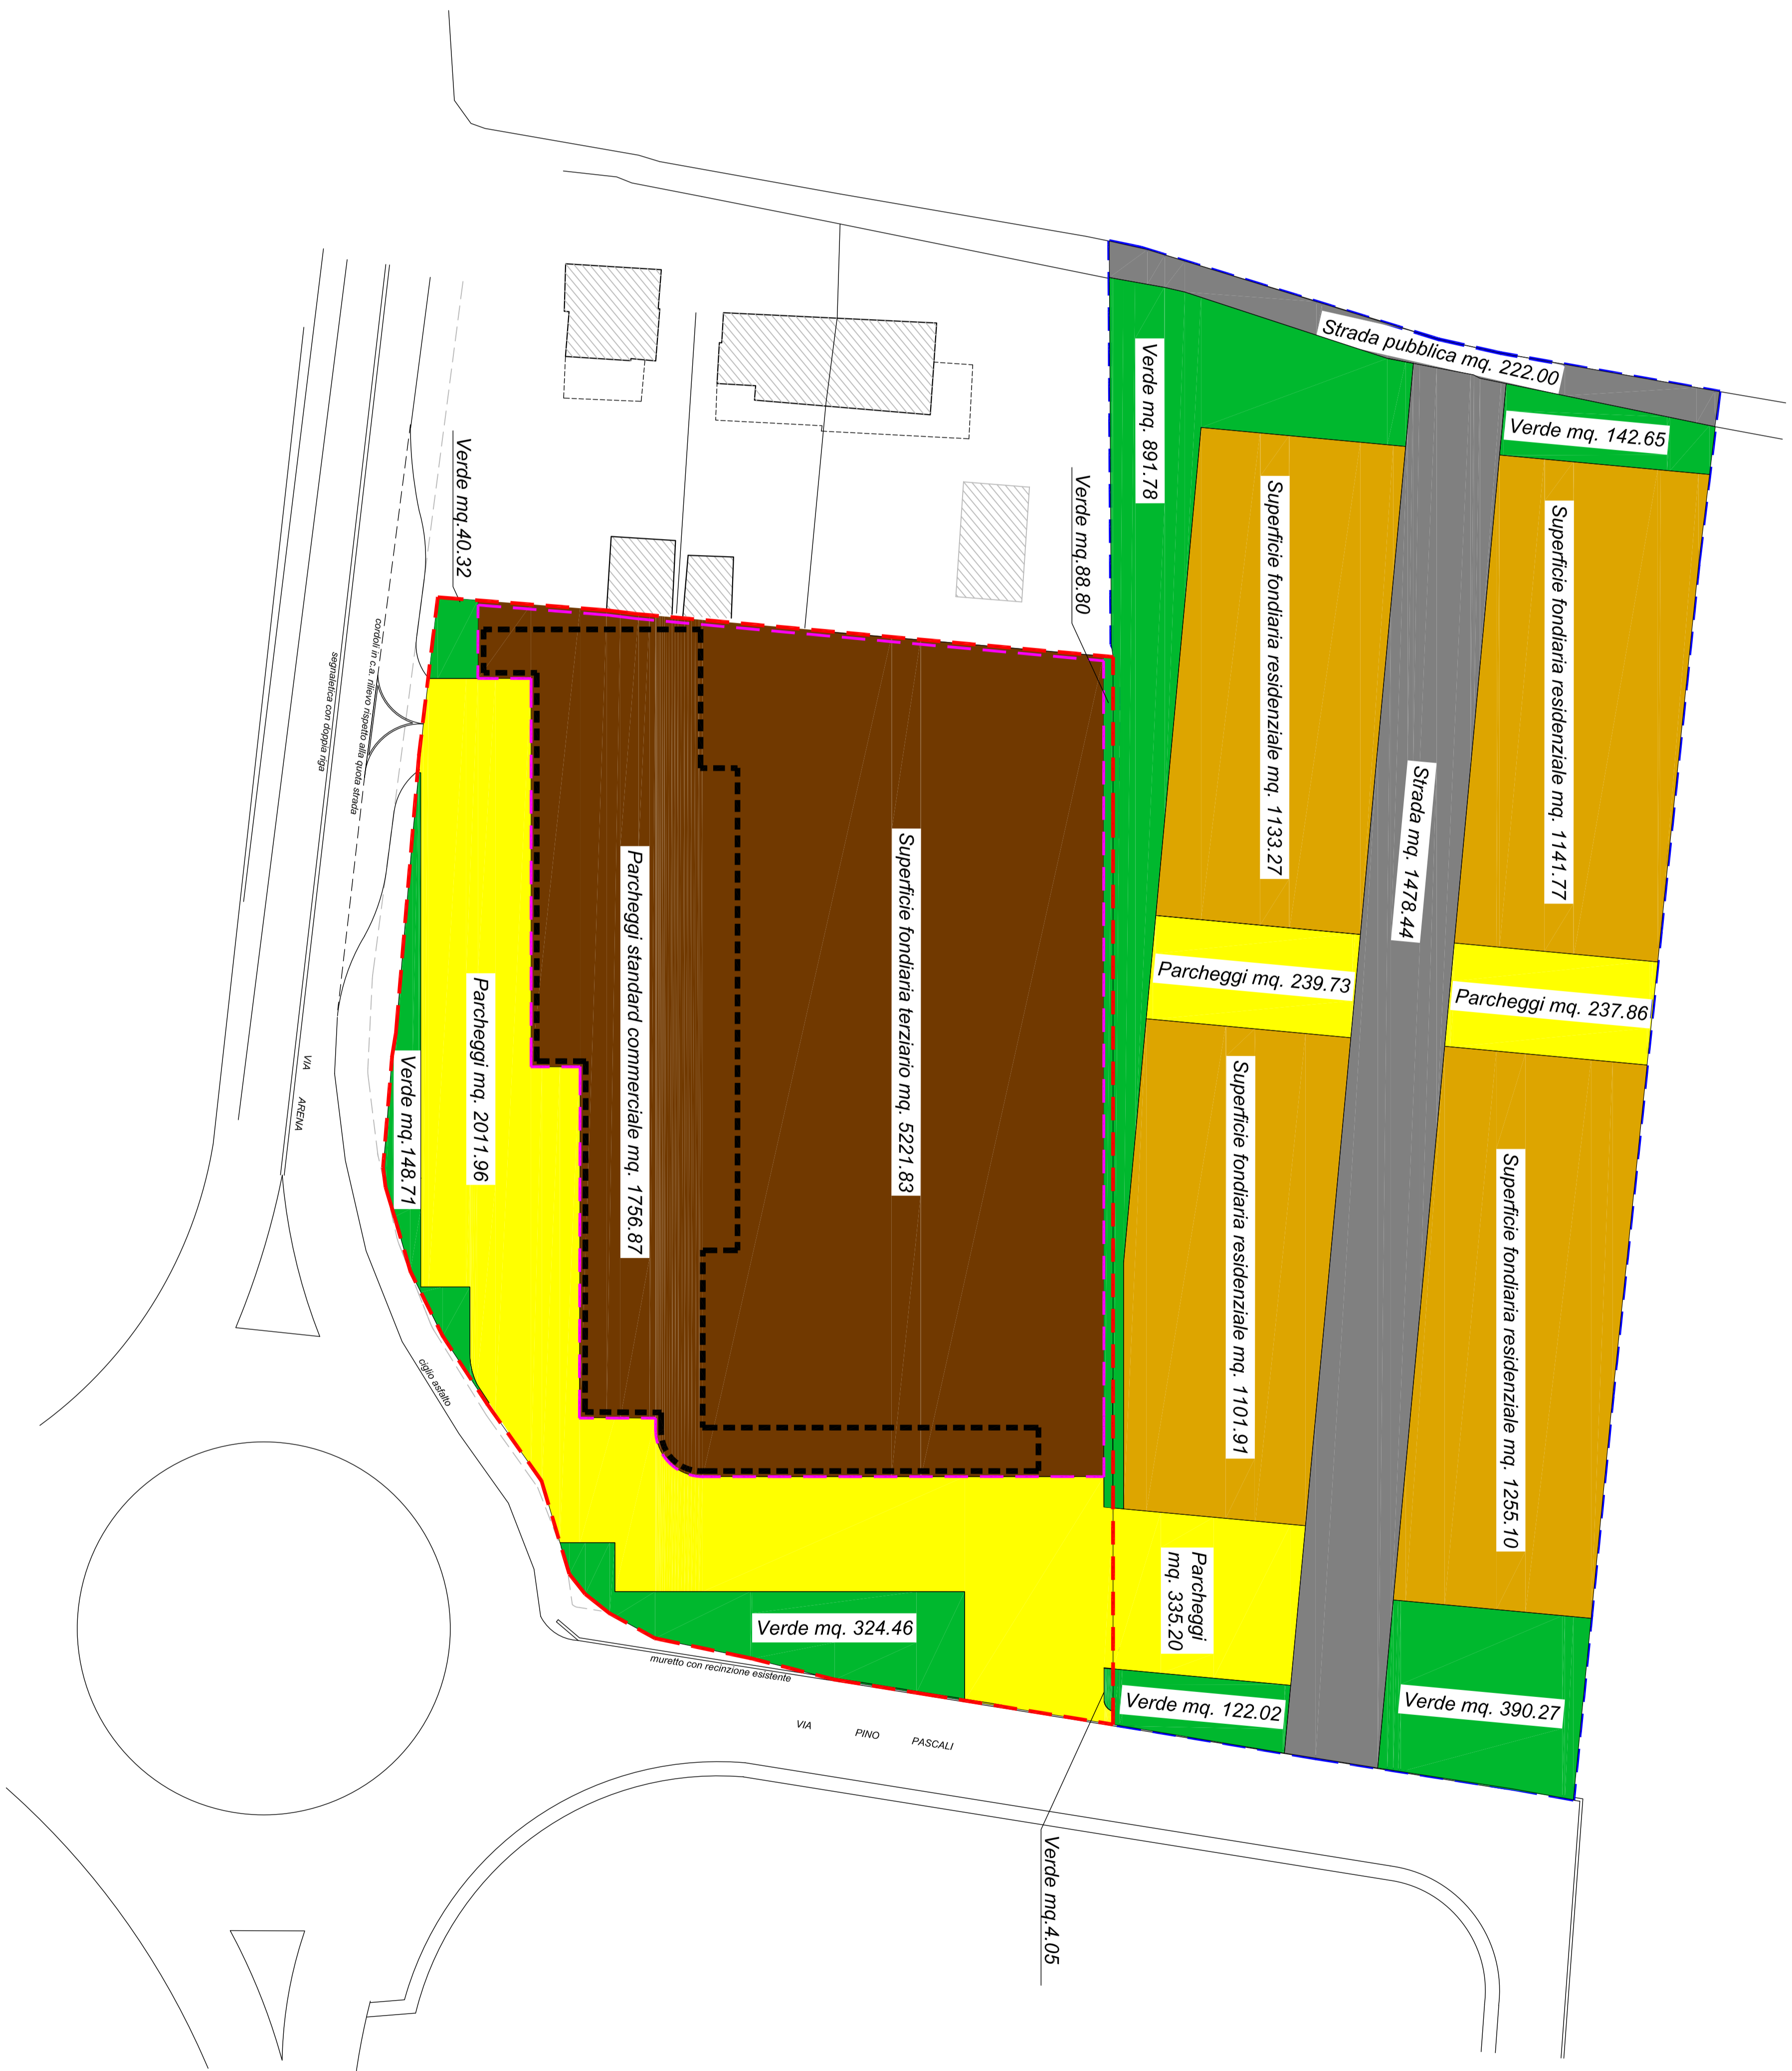 Strada pubblica mq. 222.00
Verde mq. 142.65
Verde mq. 891.78
Superficie fondiaria residenziale mq. 1133.27
Superficie fondiaria residenziale mq. 1141.77
Verde mq.40.32
Verde mq.88.80
cordoli in c.a. rilievo rispetto alla quota strada
segnaletica con doppia riga
Strada mq. 1478.44
Parcheggi mq. 239.73
Parcheggi mq. 237.86
Superficie fondiaria terziario mq. 5221.83
Parcheggi standard commerciale mq. 1756.87
Parcheggi mq. 2011.96
Verde mq. 148.71
VIA ARENA
Superficie fondiaria residenziale mq. 1101.91
Superficie fondiaria residenziale mq. 1255.10
ciglio asfalto
Parcheggi
mq. 335.20
Verde mq. 324.46
muretto con recinzione esistente
Verde mq. 122.02
Verde mq. 390.27
VIA PINO PASCALI
Verde mq.4.05